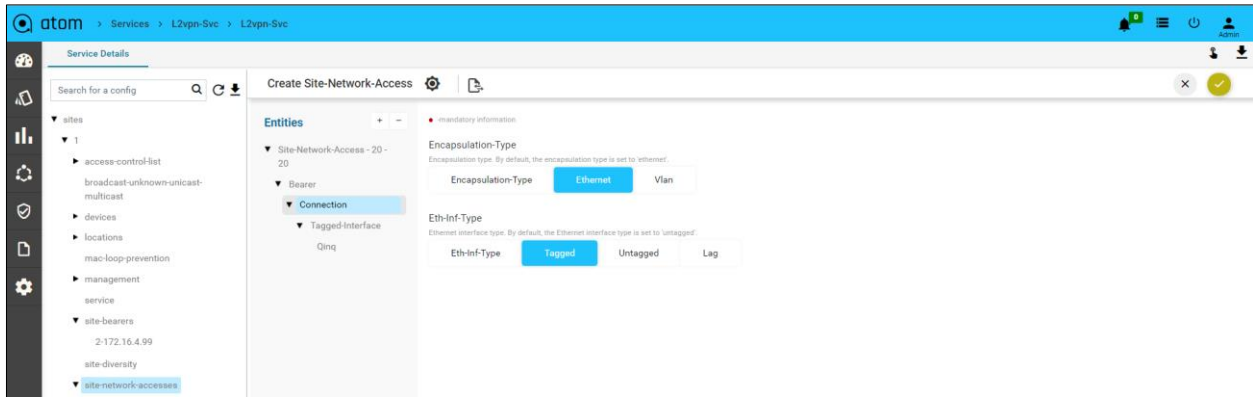 atom > Services > L2vpn-Svc > L2vpn-Svc
0
Admin
Service Details
Search for a config
Create Site-Network-Access
sites
1
access-control-list
broadcast-unknown-unicast-
multicast
devices
locations
mac-loop-prevention
management
service
site-bearers
2-172.16.4.99
site-diversity
site-network-accesses
Entities + -
Site-Network-Access - 20 -
20
Bearer
Connection
Tagged-Interface
Qinq
mandatory information
Encapsulation-Type
Encapsulation type. By default, the encapsulation type is set to 'ethernet'.
Encapsulation-Type Ethernet Vlan
Eth-Inf-Type
Ethernet interface type. By default, the Ethernet interface type is set to 'untagged'.
Eth-Inf-Type Tagged Untagged Lag